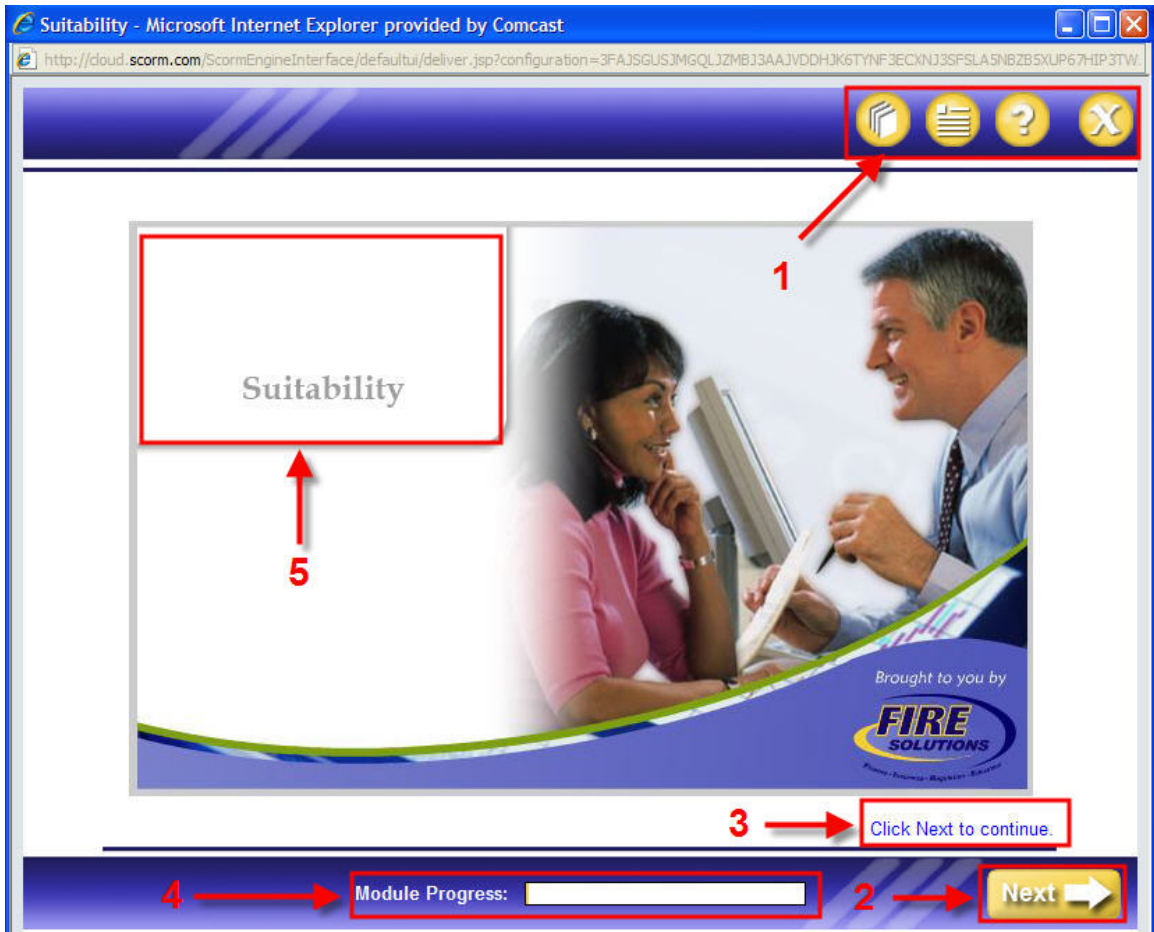 Suitability - Microsoft Internet Explorer provided by Comcast
http://cloud.scorm.com/ScormEngineInterface/defaultui/deliver.jsp?configuration=3FAJSGUSJMGQLJZMBJ3AAJVDDHJK6TYNF3ECXNJ3SFSLA5NBZB5XUP67HIP3TW.
?
X
1
Suitability
5
Brought to you by
FIRE
SOLUTIONS
3
Click Next to continue.
4
Module Progress:
2
Next